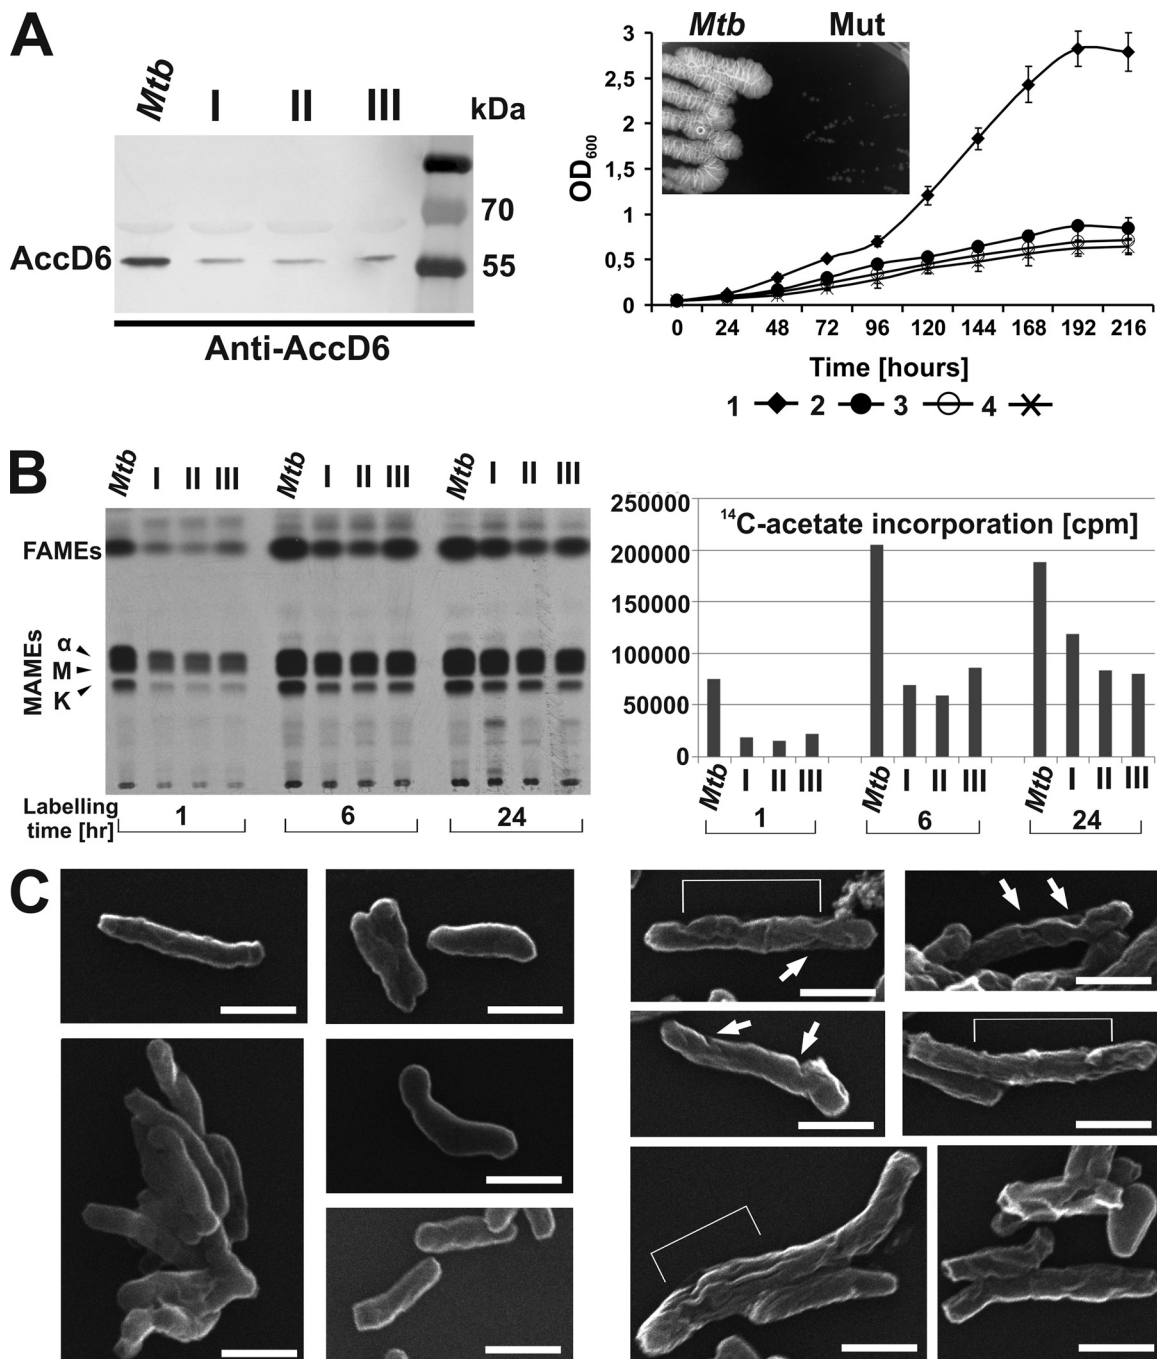 A
Mtb I II III kDa
70
AccD6
55
Anti-AccD6
Mtb Mut
OD600
3
2,5
2
1,5
1
0,5
0
0 24 48 72 96 120 144 168 192 216
Time [hours]
1 2 3 4
B
Mtb I II III Mtb I II III Mtb I II III
FAMEs
MAMEs
α
M
K
Labelling
time [hr]
1 6 24
14C-acetate incorporation [cpm]
250000
200000
150000
100000
50000
0
Mtb I II III Mtb I II III Mtb I II III
1 6 24
C